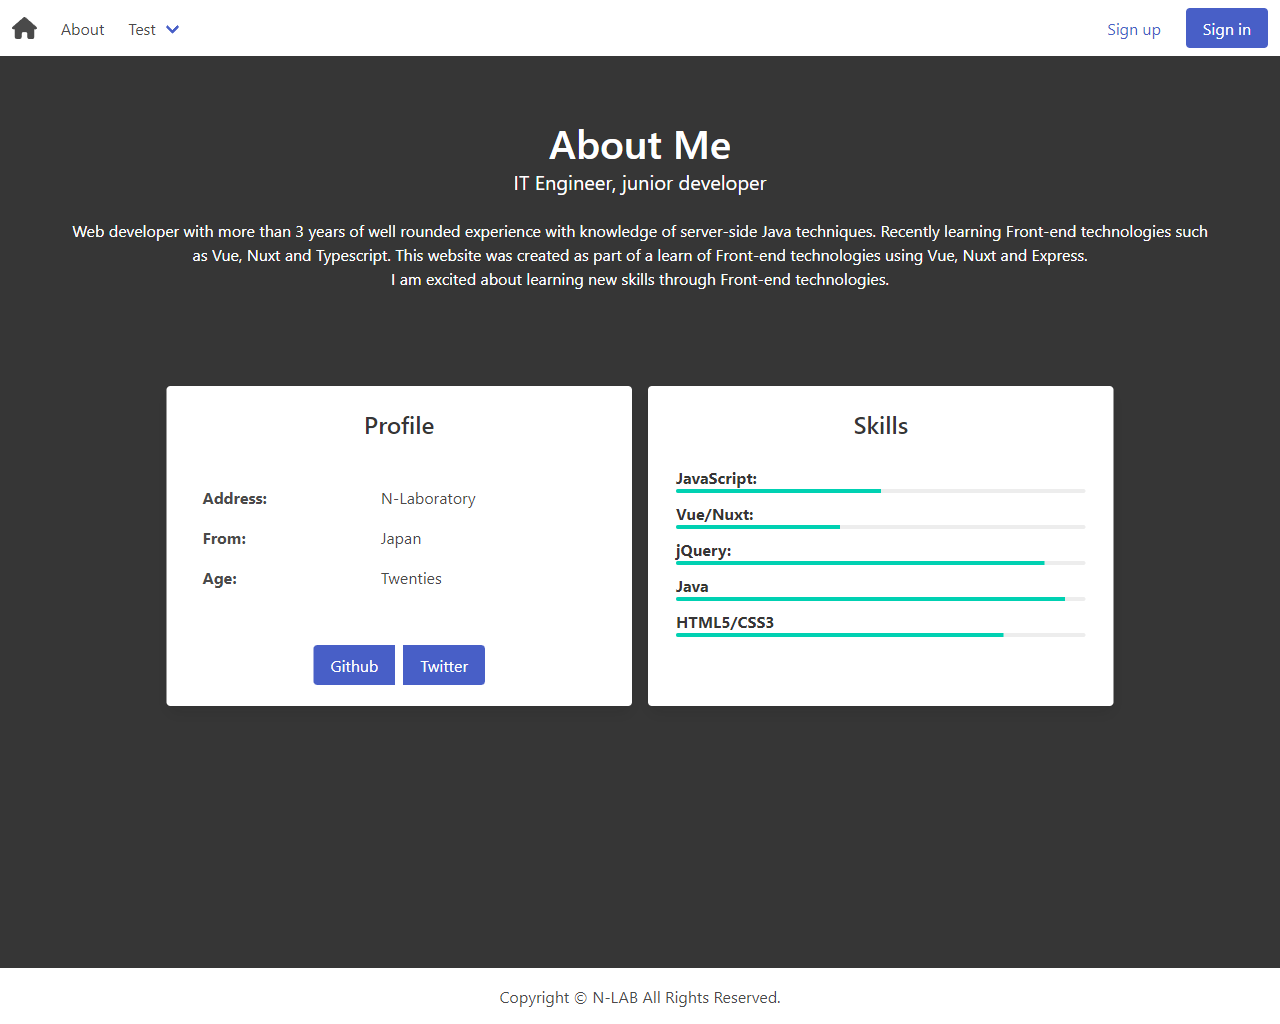 About
Test
Sign up
Sign in
About Me
IT Engineer, junior developer
Web developer with more than 3 years of well rounded experience with knowledge of server-side Java techniques. Recently learning Front-end technologies such
as Vue, Nuxt and Typescript. This website was created as part of a learn of Front-end technologies using Vue, Nuxt and Express.
I am excited about learning new skills through Front-end technologies.
Profile
Address: N-Laboratory
From: Japan
Age: Twenties
Github
Twitter
Skills
JavaScript:
Vue/Nuxt:
jQuery:
Java
HTML5/CSS3
Copyright © N-LAB All Rights Reserved.